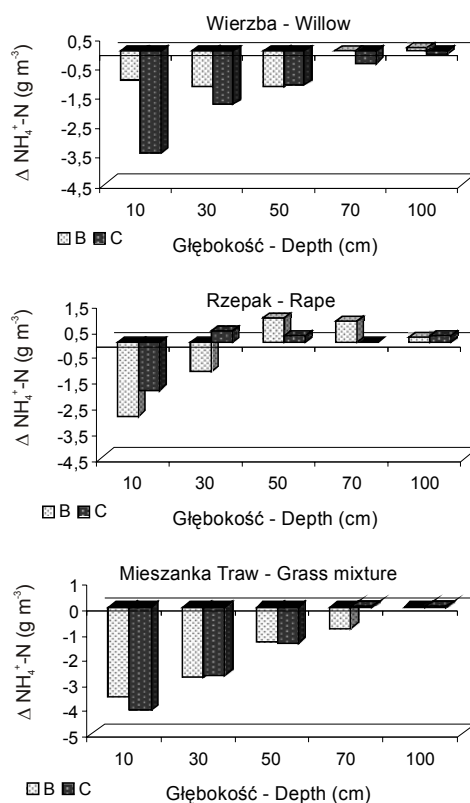 Wierzba - Willow
0,5
-0,5
-1,5
-2,5
-3,5
-4,5
Δ NH₄⁺-N (g m⁻³)
10 30 50 70 100
B C
Głębokość - Depth (cm)
Rzepak - Rape
1,5
0,5
-0,5
-1,5
-2,5
-3,5
-4,5
Δ NH₄⁺-N (g m⁻³)
10 30 50 70 100
B C
Głębokość - Depth (cm)
Mieszanka Traw - Grass mixture
1
0
-1
-2
-3
-4
-5
Δ NH₄⁺-N (g m⁻³)
10 30 50 70 100
B C
Głębokość - Depth (cm)